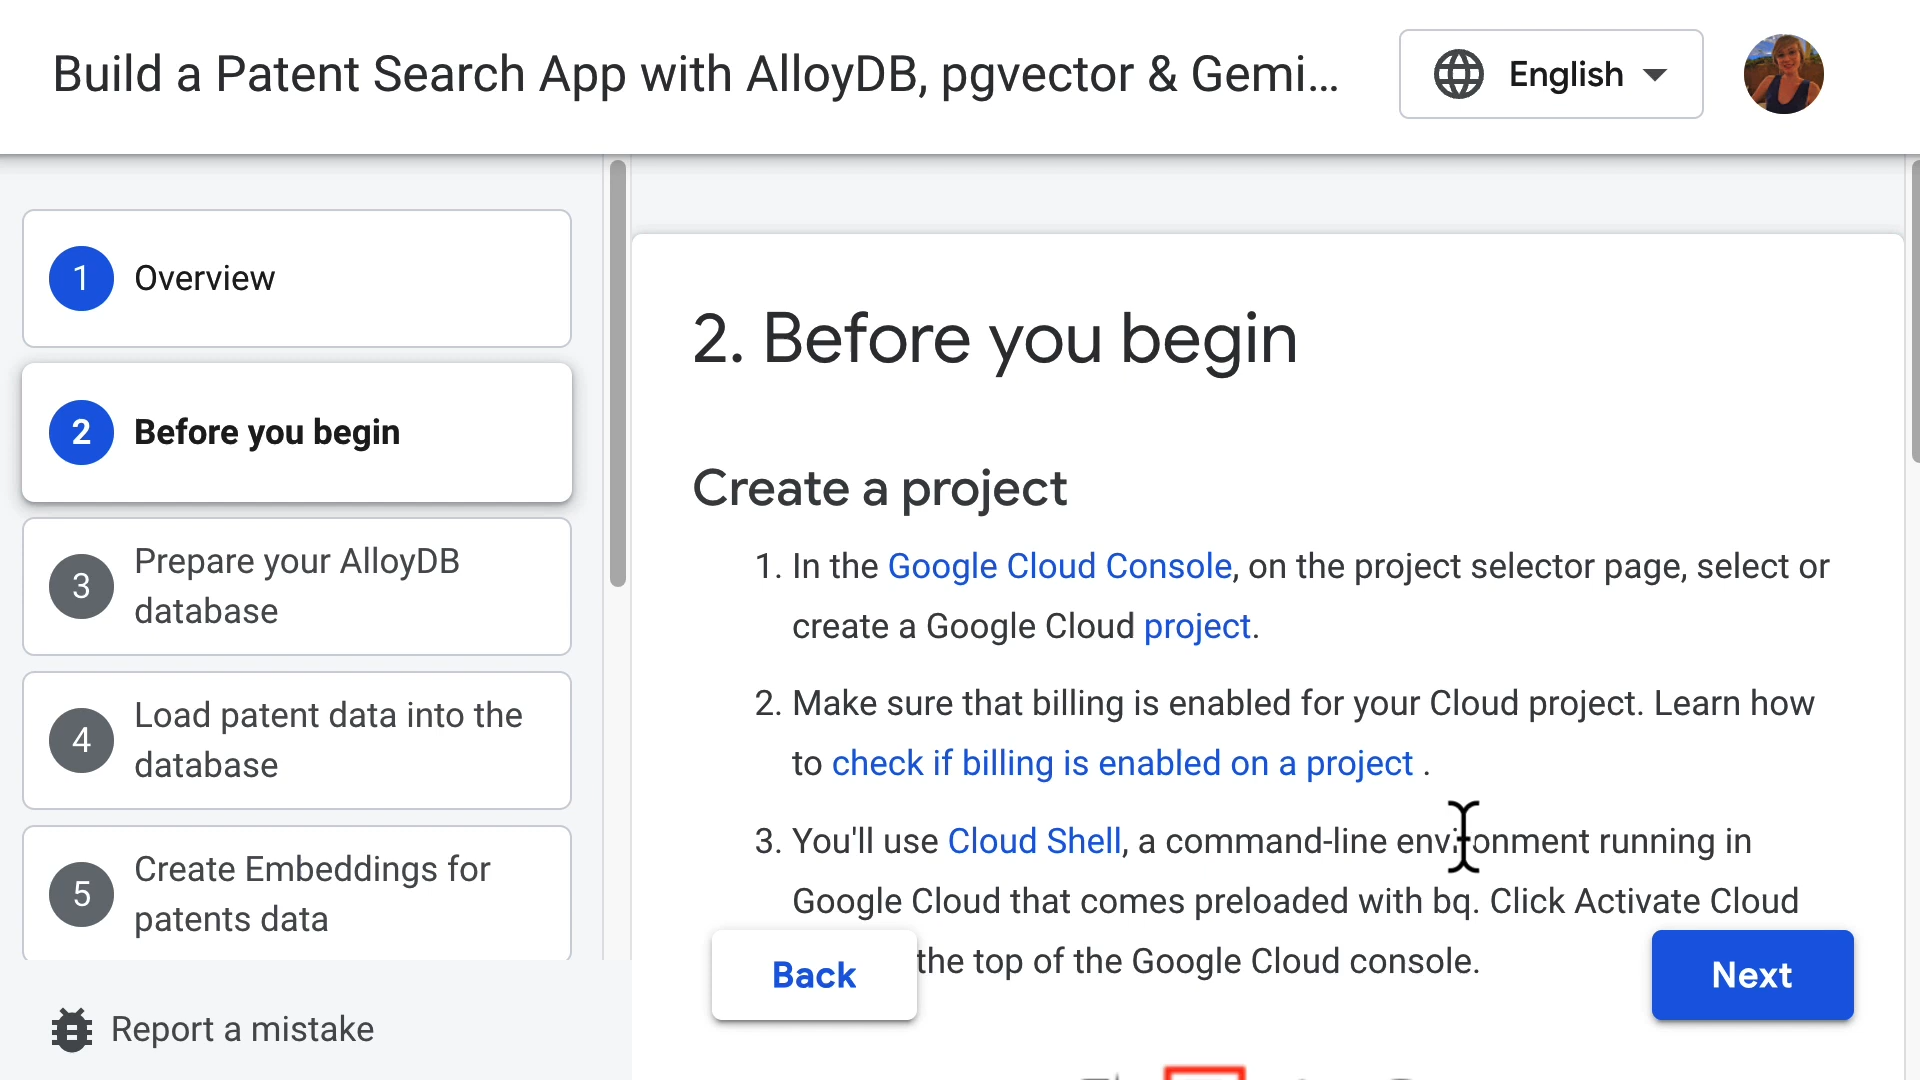 Build a Patent Search App with AlloyDB, pgvector & Gemi...
English
1 Overview
2 Before you begin
3 Prepare your AlloyDB
database
4 Load patent data into the
database
5 Create Embeddings for
patents data
Report a mistake
2. Before you begin
Create a project
1. In the Google Cloud Console, on the project selector page, select or
create a Google Cloud project.
2. Make sure that billing is enabled for your Cloud project. Learn how
to check if billing is enabled on a project .
3. You'll use Cloud Shell, a command-line environment running in
Google Cloud that comes preloaded with bq. Click Activate Cloud
the top of the Google Cloud console.
Back
Next